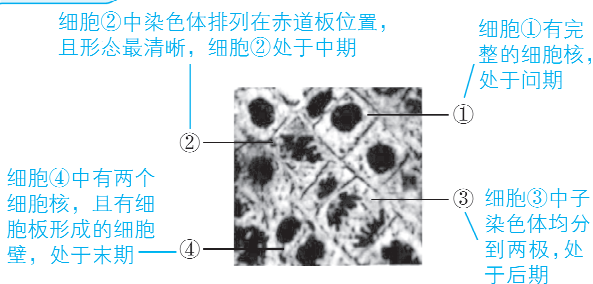 细胞②中染色体排列在赤道板位置，
且形态最清晰，细胞②处于中期
细胞①有完
整的细胞核，
处于问期
①
②
细胞④中有两个
细胞核，且有细
胞板形成的细胞
壁，处于末期
④
③
细胞③中子
染色体均分
到两极，处
于后期